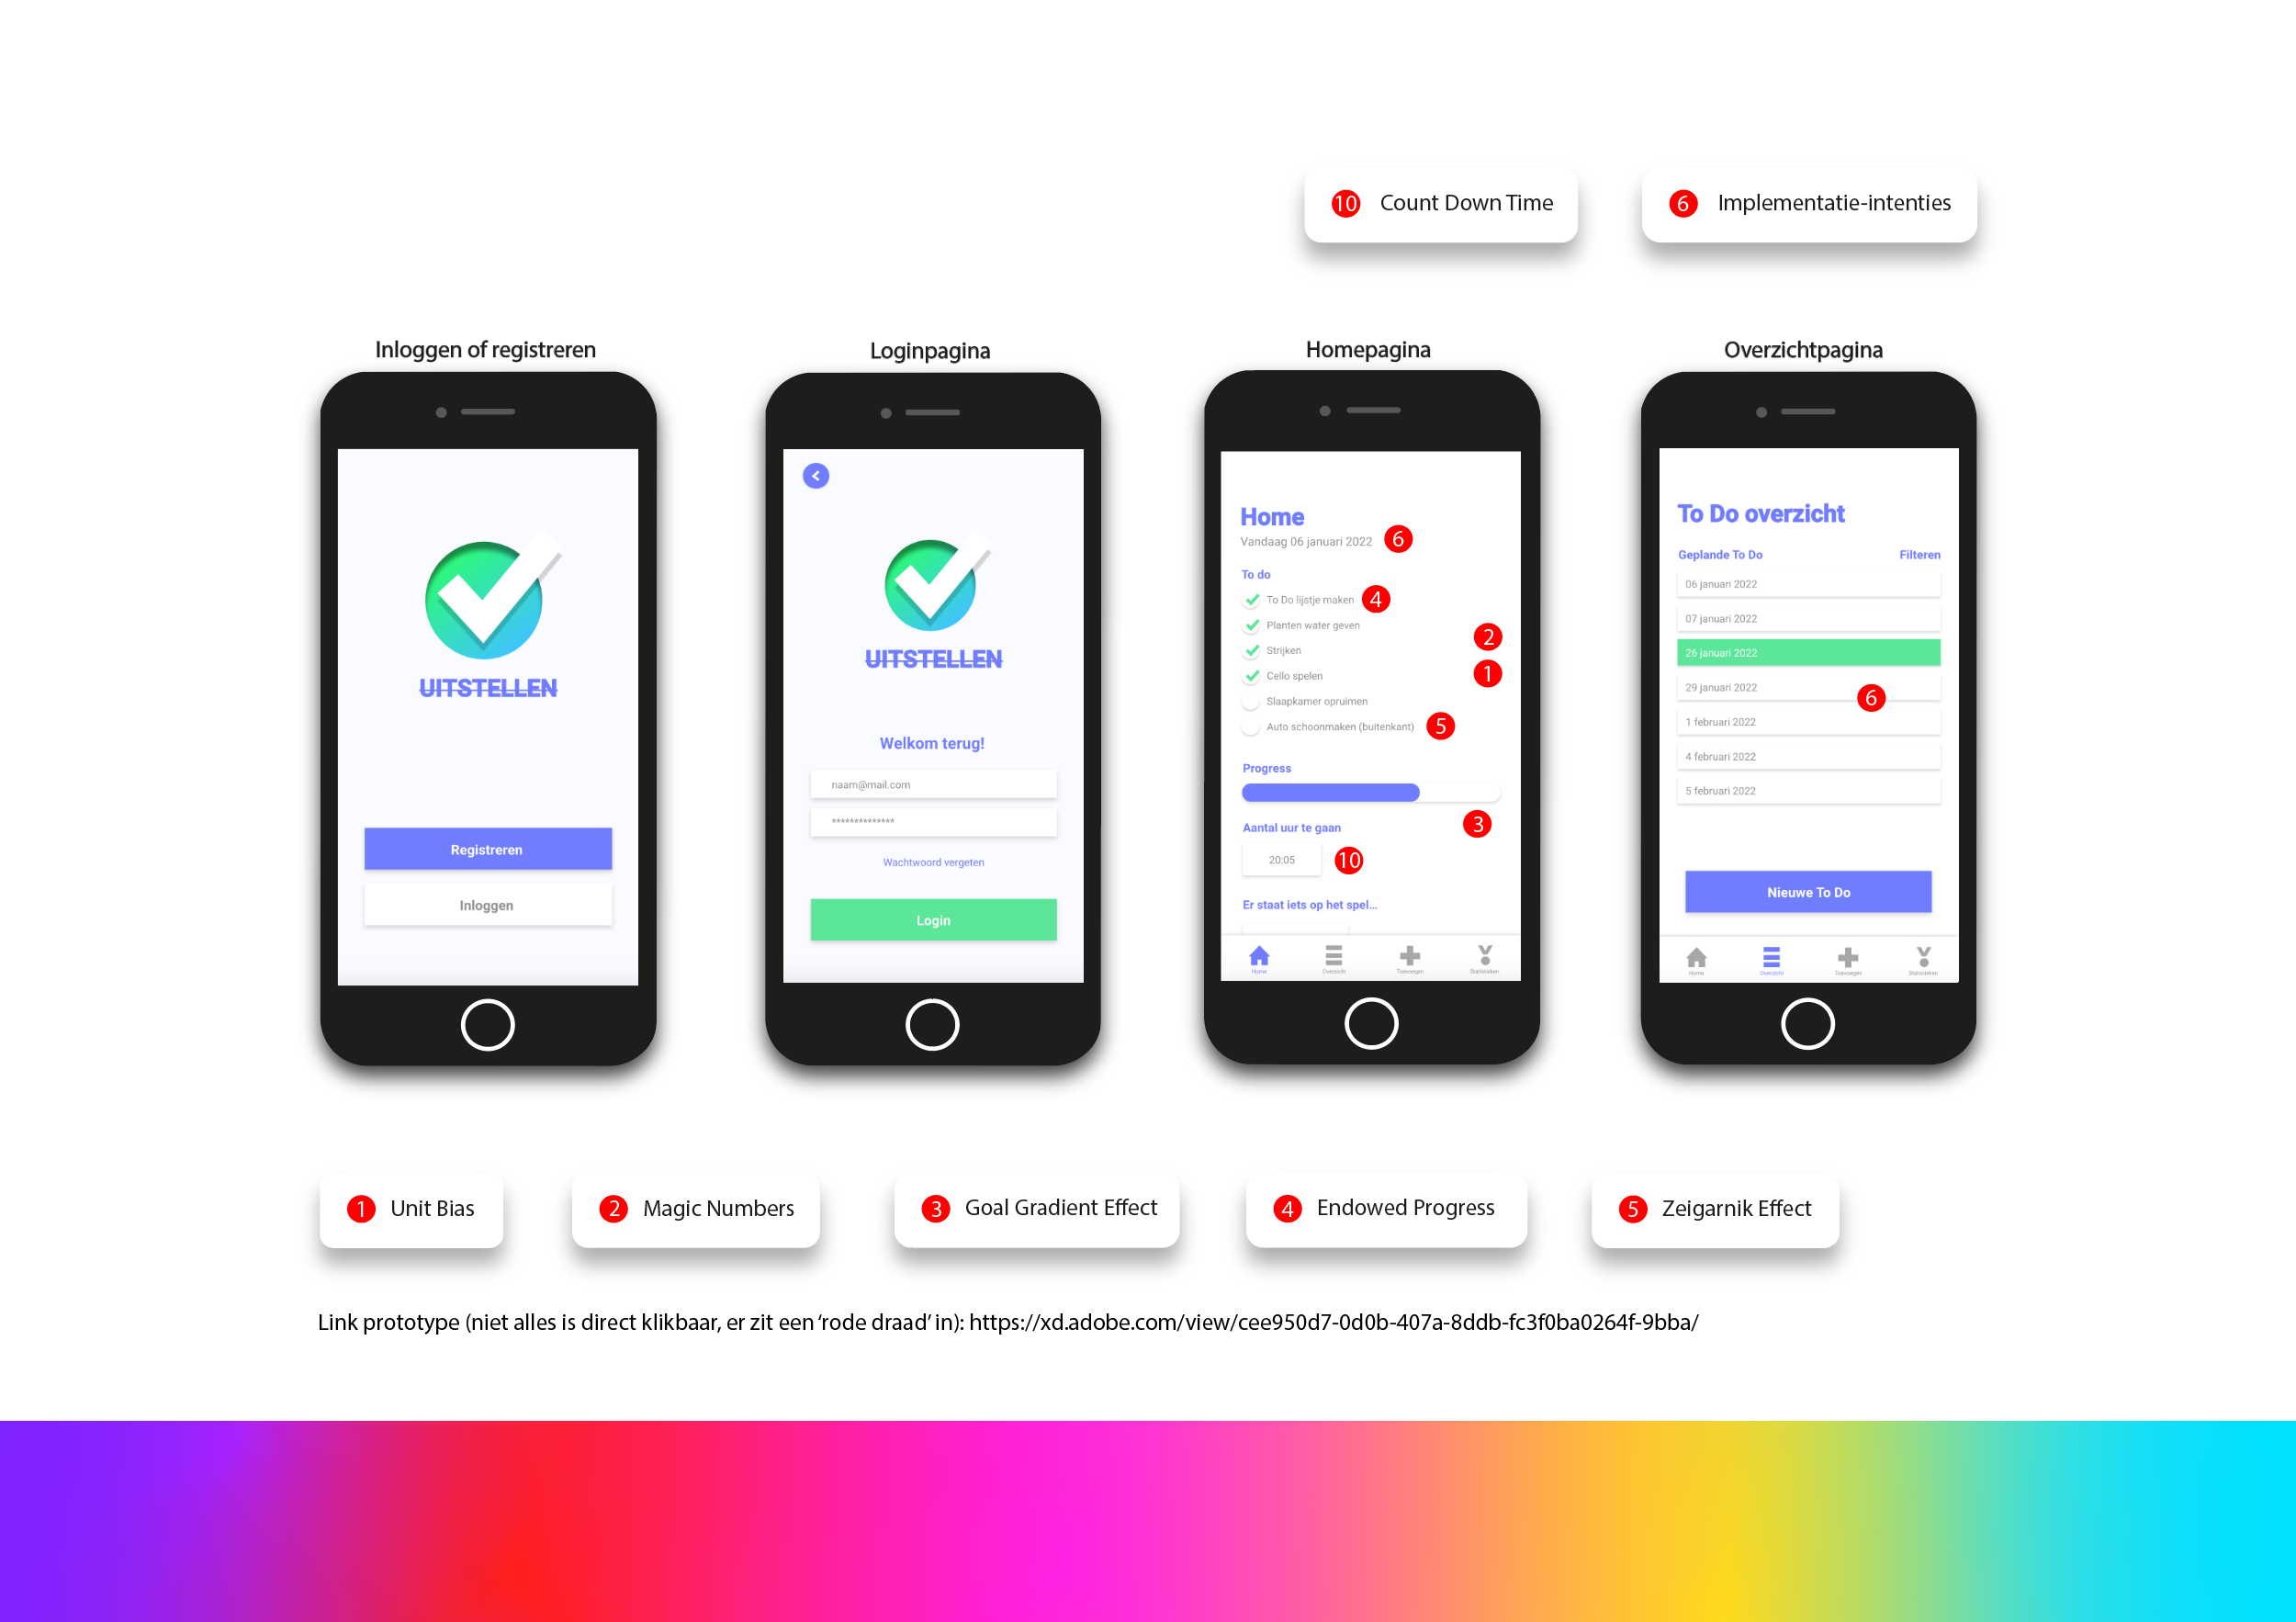 10 Count Down Time
6 Implementatie-intenties
Inloggen of registreren
UITSTELLEN
Registreren
Inloggen
Loginpagina
UITSTELLEN
Welkom terug!
naam@mail.com
**************
Wachtwoord vergeten
Login
Homepagina
Home
Vandaag 06 januari 2022 6
To do
To Do lijstje maken 4
Planten water geven
2
Strijken
Cello spelen 1
Slaapkamer opruimen
Auto schoonmaken (buitenkant) 5
Progress
3
Aantal uur te gaan
20:05 10
Er staat iets op het spel...
Home Overzicht Toevoegen Statistieken
Overzichtpagina
To Do overzicht
Geplande To Do Filteren
06 januari 2022
07 januari 2022
26 januari 2022
29 januari 2022
6
1 februari 2022
4 februari 2022
5 februari 2022
Nieuwe To Do
Home Overzicht Toevoegen Statistieken
1 Unit Bias
2 Magic Numbers
3 Goal Gradient Effect
4 Endowed Progress
5 Zeigarnik Effect
Link prototype (niet alles is direct klikbaar, er zit een ‘rode draad’ in): https://xd.adobe.com/view/cee950d7-0d0b-407a-8ddb-fc3f0ba0264f-9bba/